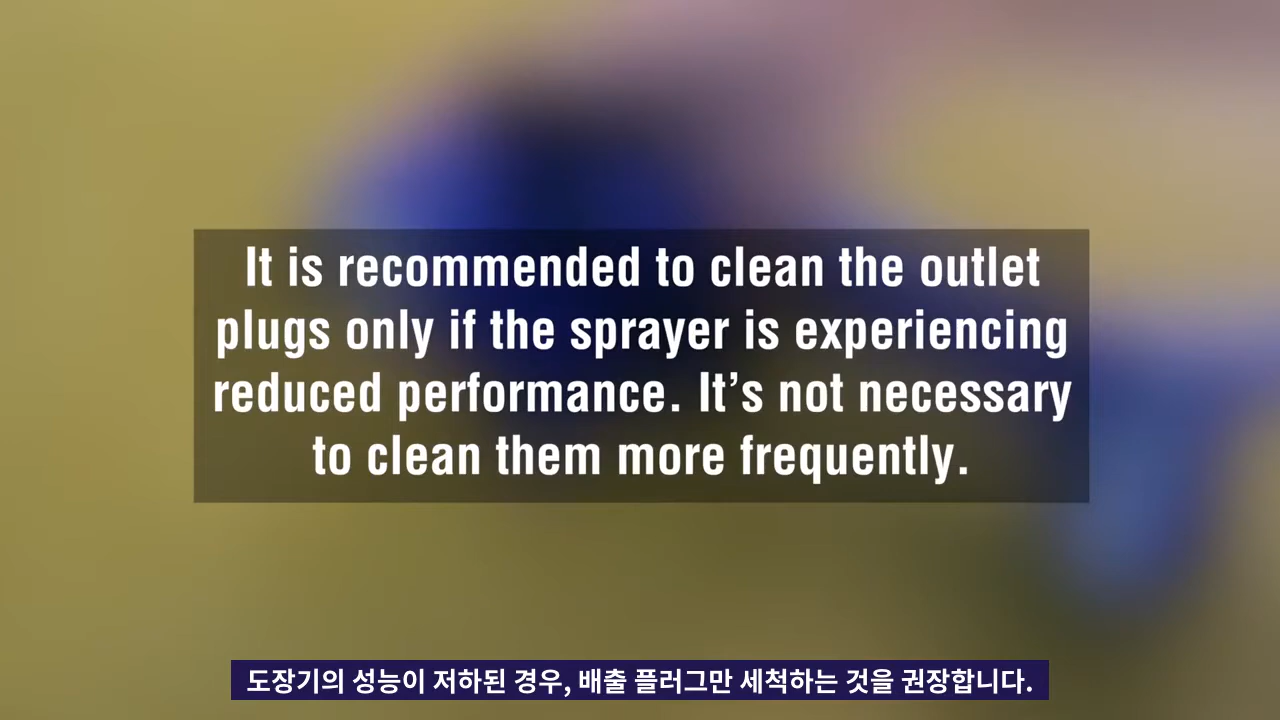 It is recommended to clean the outlet
plugs only if the sprayer is experiencing
reduced performance. It’s not necessary
to clean them more frequently.
도장기의 성능이 저하된 경우, 배출 플러그만 세척하는 것을 권장합니다.